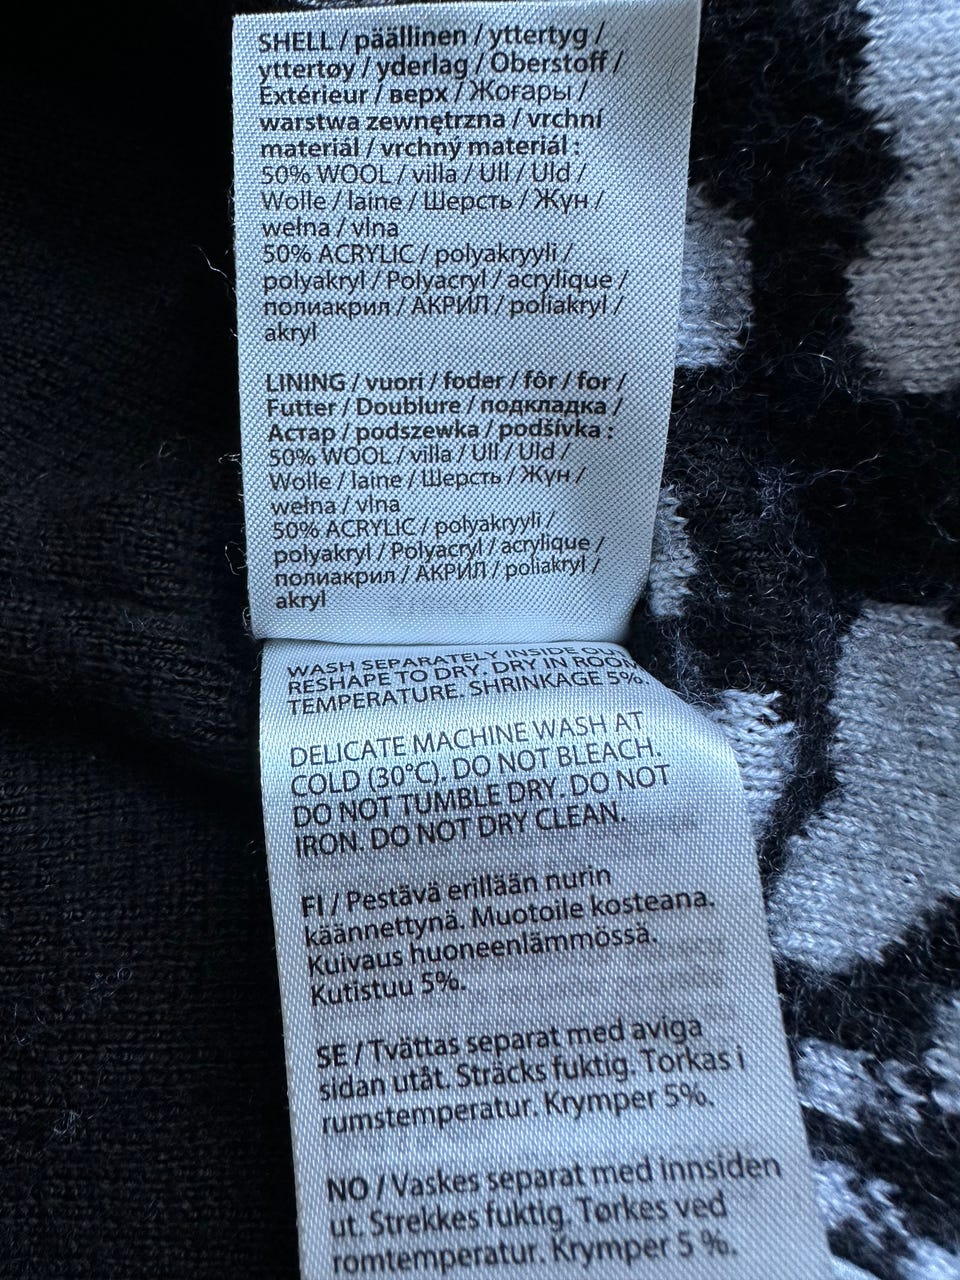 SHELL / päällinen / yttertyg /
yttertøy / yderlag / Oberstoff /
Extérieur / верх / Жоғары /
warstwa zewnętrzna / vrchní
materiál / vrchný materiál :
50% WOOL / villa / Ull / Uld /
Wolle / laine / Шерсть / Жүн /
wełna / vlna
50% ACRYLIC / polyakryyli /
polyakryl / Polyacryl / acrylique /
полиакрил / АКРИЛ / poliakryl /
akryl
LINING / vuori / foder / fôr / for /
Futter / Doublure / подкладка /
Астар / podszewka / podšívka :
50% WOOL / villa / Ull / Uld /
Wolle / laine / Шерсть / Жүн /
wełna / vlna
50% ACRYLIC / polyakryyli /
polyakryl / Polyacryl / acrylique /
полиакрил / АКРИЛ / poliakryl /
akryl
WASH SEPARATELY INSIDE OUT
RESHAPE TO DRY. DRY IN ROOM
TEMPERATURE. SHRINKAGE 5%.
DELICATE MACHINE WASH AT
COLD (30°C). DO NOT BLEACH.
DO NOT TUMBLE DRY. DO NOT
IRON. DO NOT DRY CLEAN.
FI / Pestävä erillään nurin
käännettynä. Muotoile kosteana.
Kuivaus huoneenlämmössä.
Kutistuu 5%.
SE / Tvättas separat med aviga
sidan utåt. Sträcks fuktig. Torkas i
rumstemperatur. Krymper 5%.
NO / Vaskes separat med innsiden
ut. Strekkes fuktig. Tørkes ved
romtemperatur. Krymper 5 %.